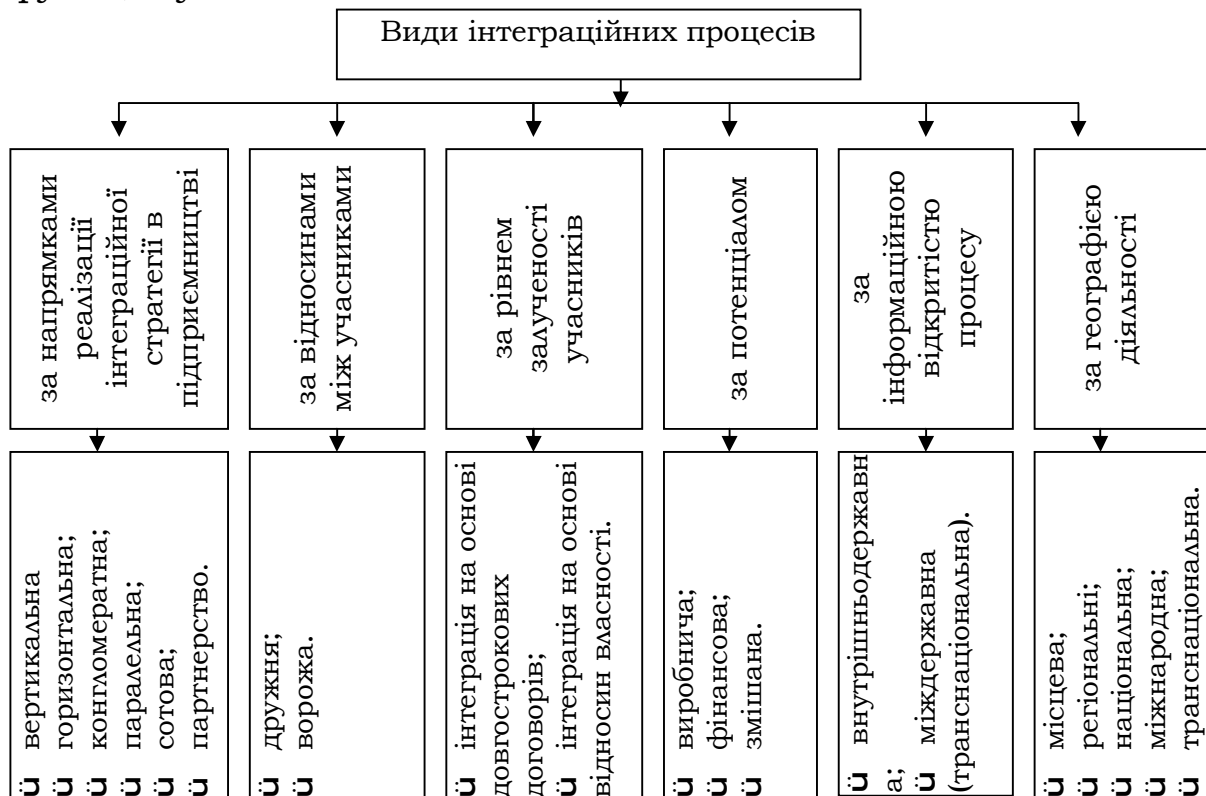 Види інтеграційних процесів
за напрямками
реалізації
інтеграційної
стратегії в
підприємництві
за відносинами
між учасниками
за рівнем
залученості
учасників
за потенціалом
за
інформаційною
відкритістю
процесу
за географією
діяльності
ü вертикальна
ü горизонтальна;
ü конгломератна;
ü паралельна;
ü сотова;
ü партнерство.
ü дружня;
ü ворожа.
ü інтеграція на основі
довгострокових
договорів;
ü інтеграція на основі
відносин власності.
ü виробнича;
ü фінансова;
ü змішана.
ü внутрішньодержавн
а;
ü міждержавна
(транснаціональна).
ü місцева;
ü регіональні;
ü національна;
ü міжнародна;
ü транснаціональна.